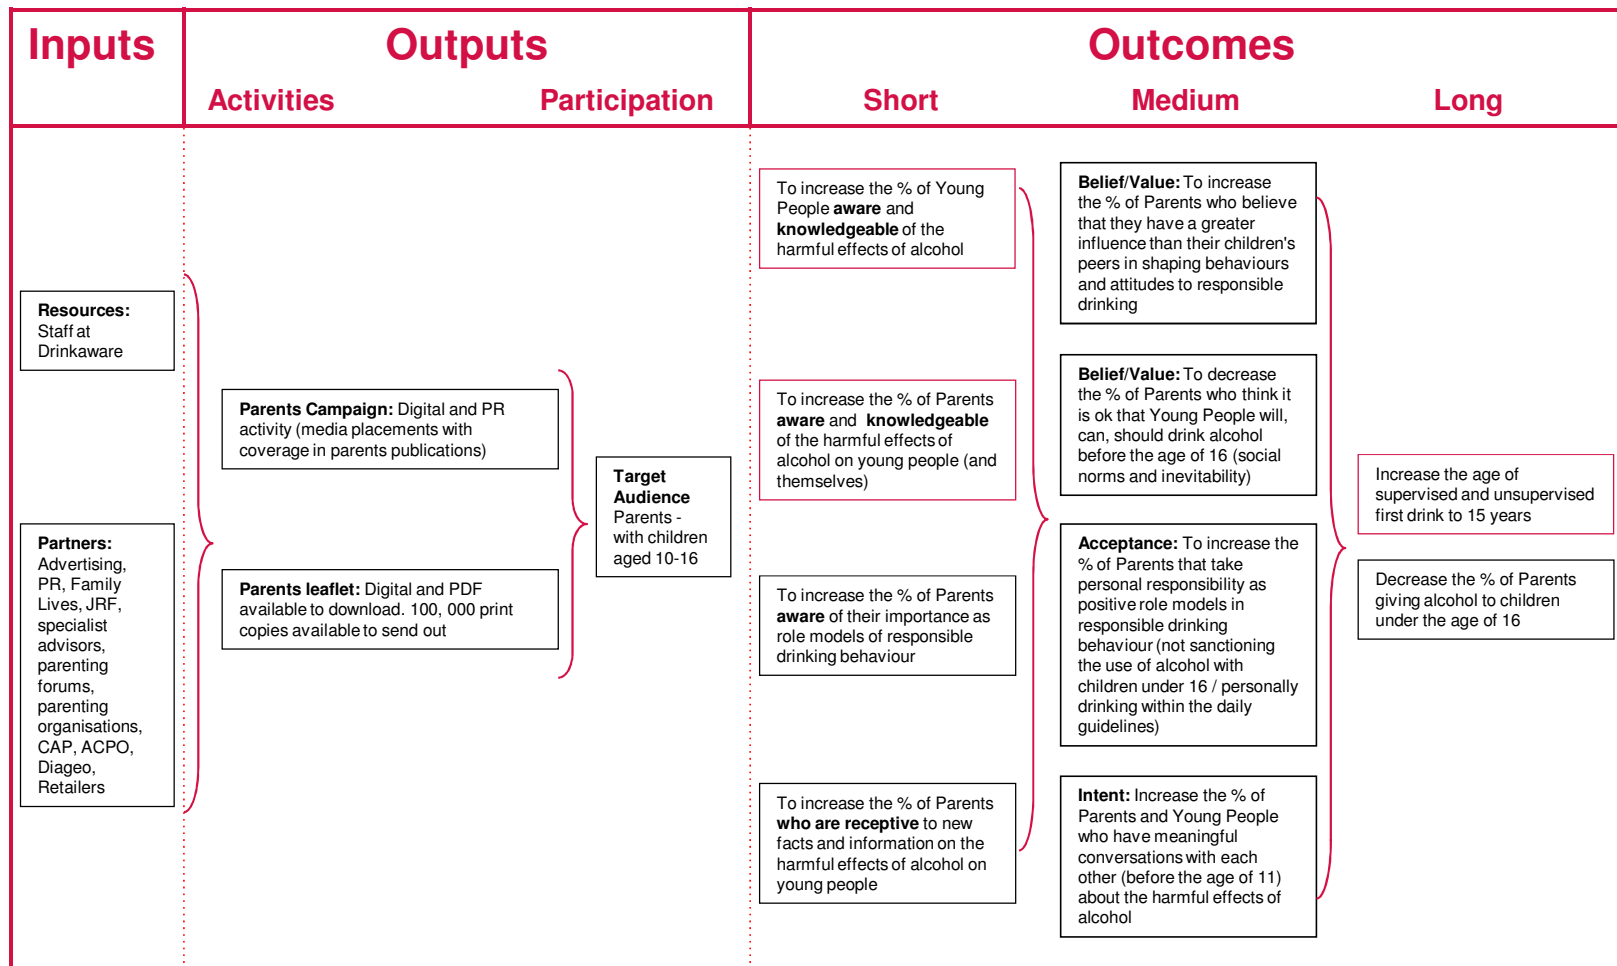 Inputs
Outputs
Outcomes
Activities
Participation
Short
Medium
Long
Resources:
Staff at
Drinkaware
Partners:
Advertising,
PR, Family
Lives, JRF,
specialist
advisors,
parenting
forums,
parenting
organisations,
CAP, ACPO,
Diageo,
Retailers
Parents Campaign: Digital and PR
activity (media placements with
coverage in parents publications)
Parents leaflet: Digital and PDF
available to download. 100, 000 print
copies available to send out
Target
Audience
Parents -
with children
aged 10-16
To increase the % of Young
People aware and
knowledgeable of the
harmful effects of alcohol
To increase the % of Parents
aware and knowledgeable
of the harmful effects of
alcohol on young people (and
themselves)
To increase the % of Parents
aware of their importance as
role models of responsible
drinking behaviour
To increase the % of Parents
who are receptive to new
facts and information on the
harmful effects of alcohol on
young people
Belief/Value: To increase
the % of Parents who believe
that they have a greater
influence than their children's
peers in shaping behaviours
and attitudes to responsible
drinking
Belief/Value: To decrease
the % of Parents who think it
is ok that Young People will,
can, should drink alcohol
before the age of 16 (social
norms and inevitability)
Acceptance: To increase the
% of Parents that take
personal responsibility as
positive role models in
responsible drinking
behaviour (not sanctioning
the use of alcohol with
children under 16 / personally
drinking within the daily
guidelines)
Intent: Increase the % of
Parents and Young People
who have meaningful
conversations with each
other (before the age of 11)
about the harmful effects of
alcohol
Increase the age of
supervised and unsupervised
first drink to 15 years
Decrease the % of Parents
giving alcohol to children
under the age of 16